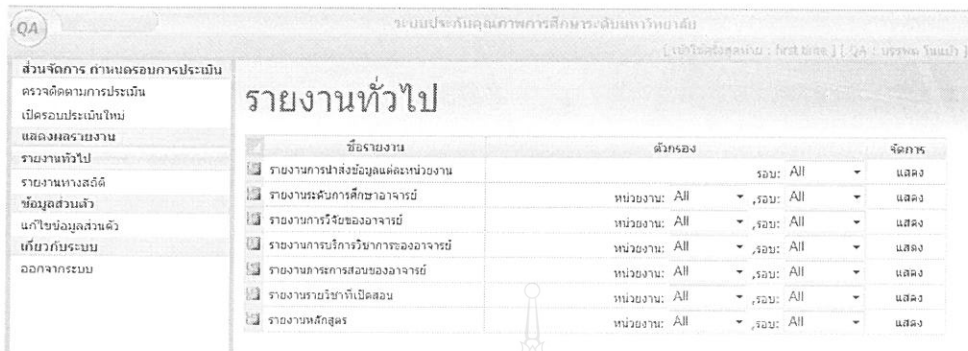 QA
ระบบประกันคุณภาพการศึกษาระดับมหาวิทยาลัย
[ เข้าใช้ครั้งสุดท้าย : first time ] [ QA :
ส่วนจัดการ กำหนดรอบการประเมิน
ตรวจติดตามการประเมิน
เปิดรอบประเมินใหม่
แสดงผลรายงาน
รายงานทั่วไป
รายงานทางสถิติ
ข้อมูลส่วนตัว
แก้ไขข้อมูลส่วนตัว
เกี่ยวกับระบบ
ออกจากระบบ
รายงานทั่วไป
ชื่อรายงาน ตัวกรอง จัดการ
รายงานการนำส่งข้อมูลแต่ละหน่วยงาน รอบ: All แสดง
รายงานระดับการศึกษาอาจารย์ หน่วยงาน: All ,รอบ: All แสดง
รายงานการวิจัยของอาจารย์ หน่วยงาน: All ,รอบ: All แสดง
รายงานการบริการวิชาการของอาจารย์ หน่วยงาน: All ,รอบ: All แสดง
รายงานภาระการสอนของอาจารย์ หน่วยงาน: All ,รอบ: All แสดง
รายงานรายวิชาที่เปิดสอน หน่วยงาน: All ,รอบ: All แสดง
รายงานหลักสูตร หน่วยงาน: All ,รอบ: All แสดง